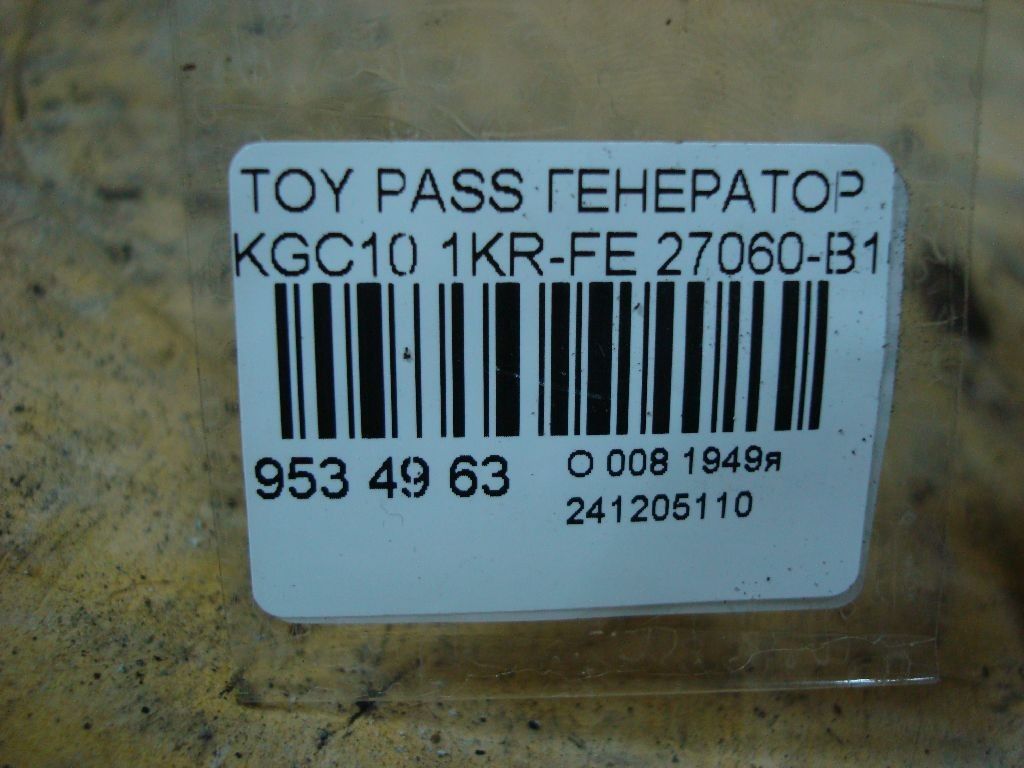 TOY PASS ГЕНЕРАТОР
KGC10 1KR-FE 27060-B1
953 49 63
O 008 1949я
241205110